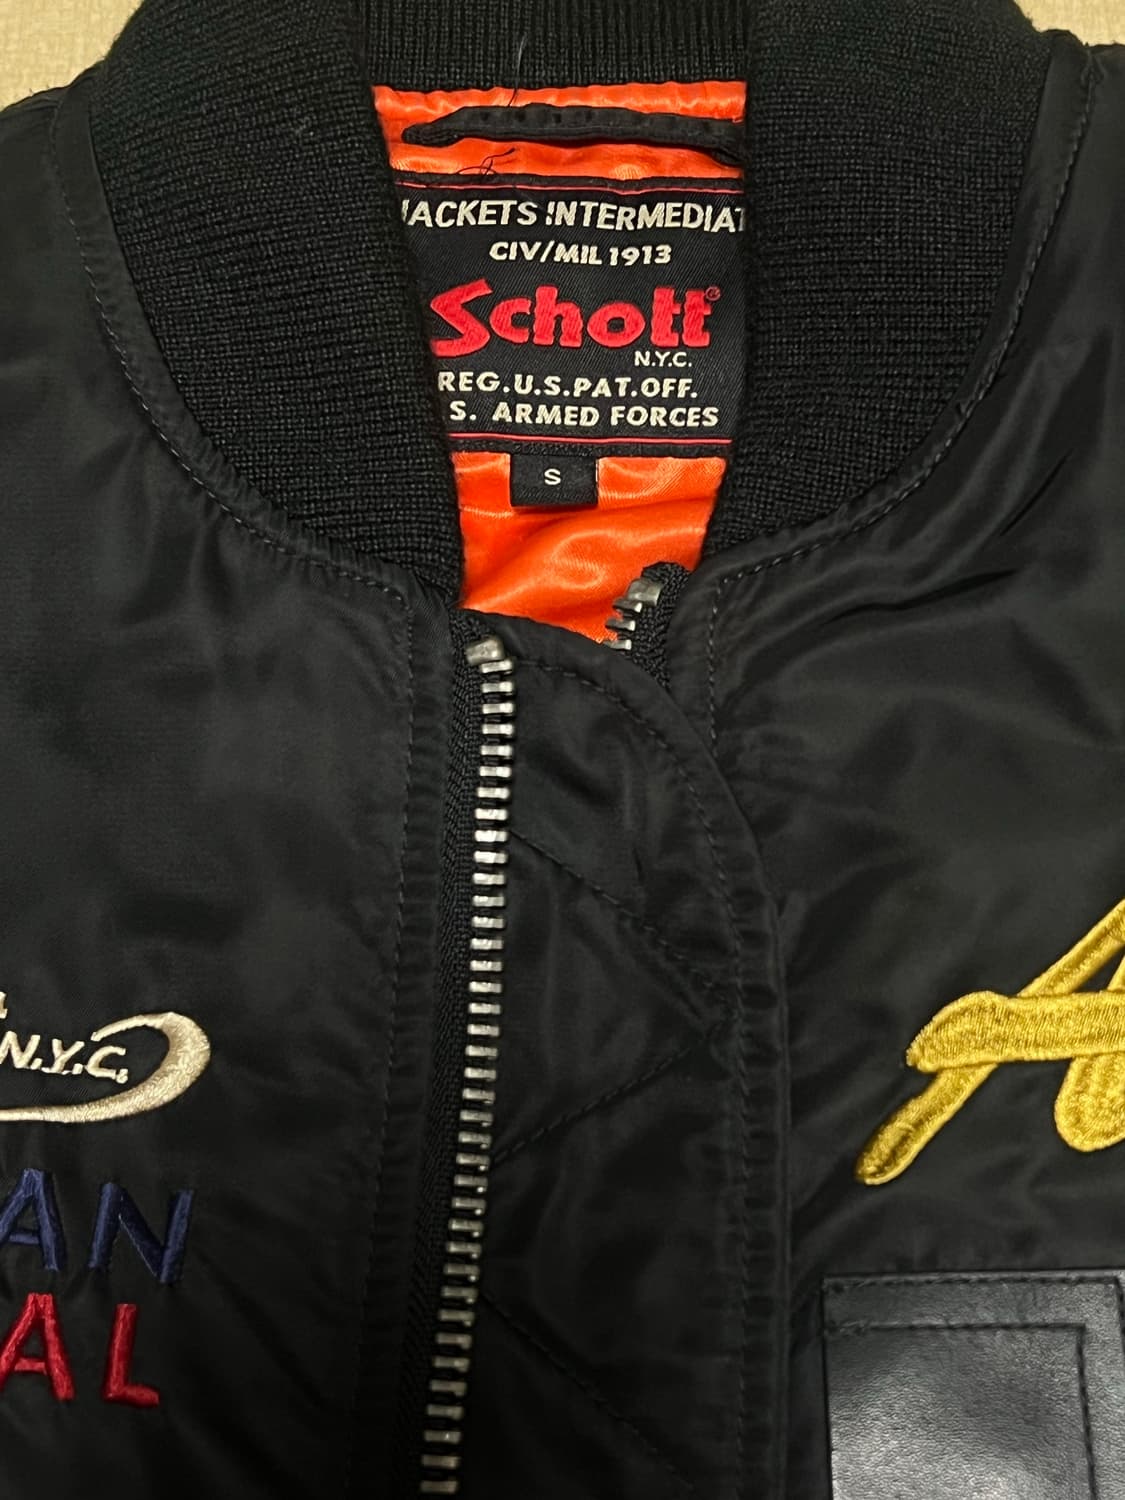 JACKETS INTERMEDIAT
CIV/MIL 1913
Schott®
N.Y.C.
REG.U.S.PAT.OFF.
S. ARMED FORCES
S
N.Y.C.
AN
AL
A